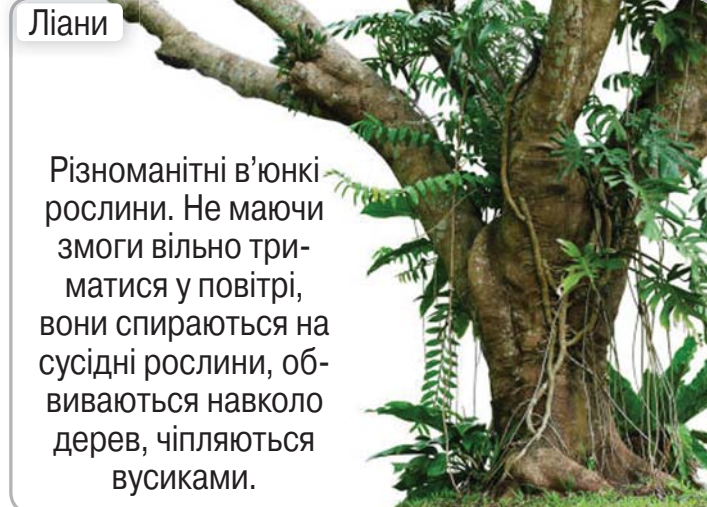 Ліани
Різноманітні в’юнкі
рослини. Не маючи
змоги вільно три-
матися у повітрі,
вони спираються на
сусідні рослини, об-
виваються навколо
дерев, чіпляються
вусиками.